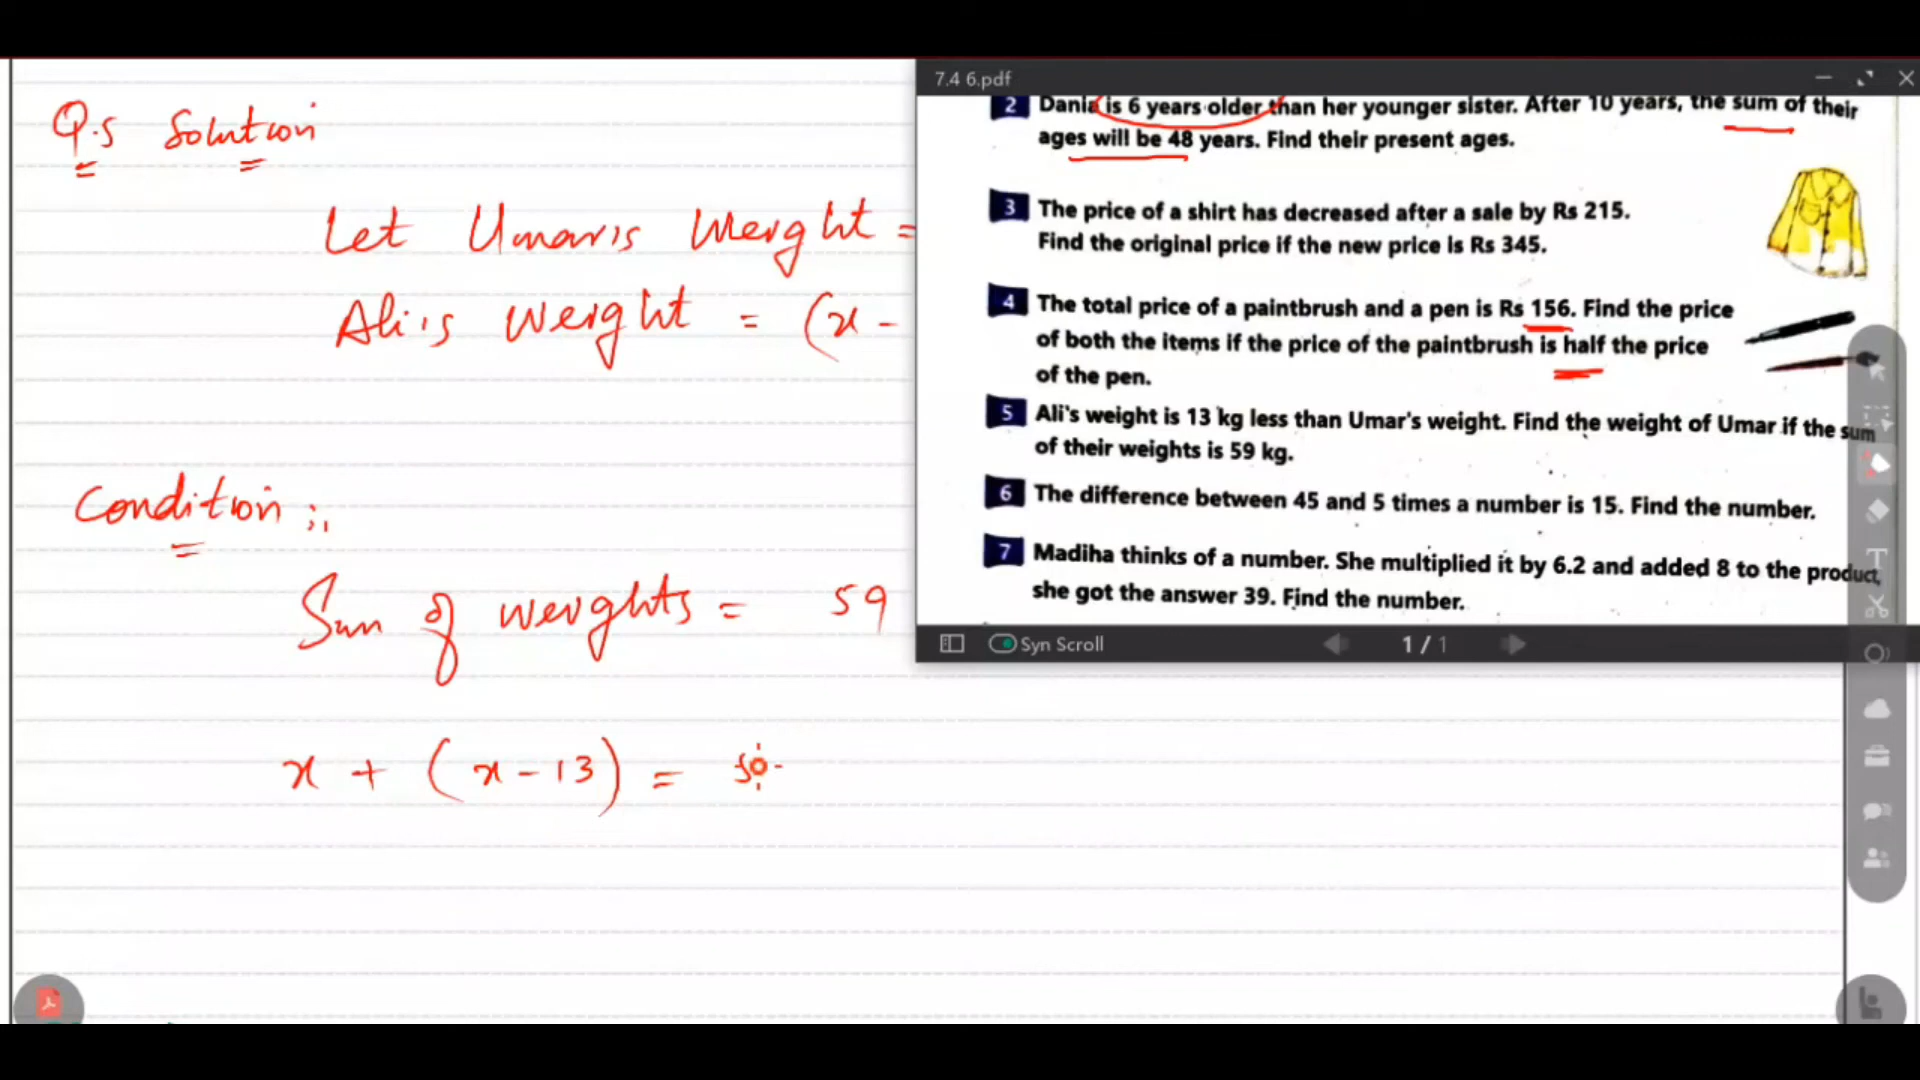 Q.5 Solution
Let Umar's Weight =
Ali's Weight = (x -
Condition :.
Sum of weights = 59
x + (x - 13) = 59
7.4 6.pdf
2 Dania is 6 years older than her younger sister. After 10 years, the sum of their
ages will be 48 years. Find their present ages.
3 The price of a shirt has decreased after a sale by Rs 215.
Find the original price if the new price is Rs 345.
4 The total price of a paintbrush and a pen is Rs 156. Find the price
of both the items if the price of the paintbrush is half the price
of the pen.
5 Ali's weight is 13 kg less than Umar's weight. Find the weight of Umar if the sum
of their weights is 59 kg.
6 The difference between 45 and 5 times a number is 15. Find the number.
7 Madiha thinks of a number. She multiplied it by 6.2 and added 8 to the product,
she got the answer 39. Find the number.
Syn Scroll 1 / 1